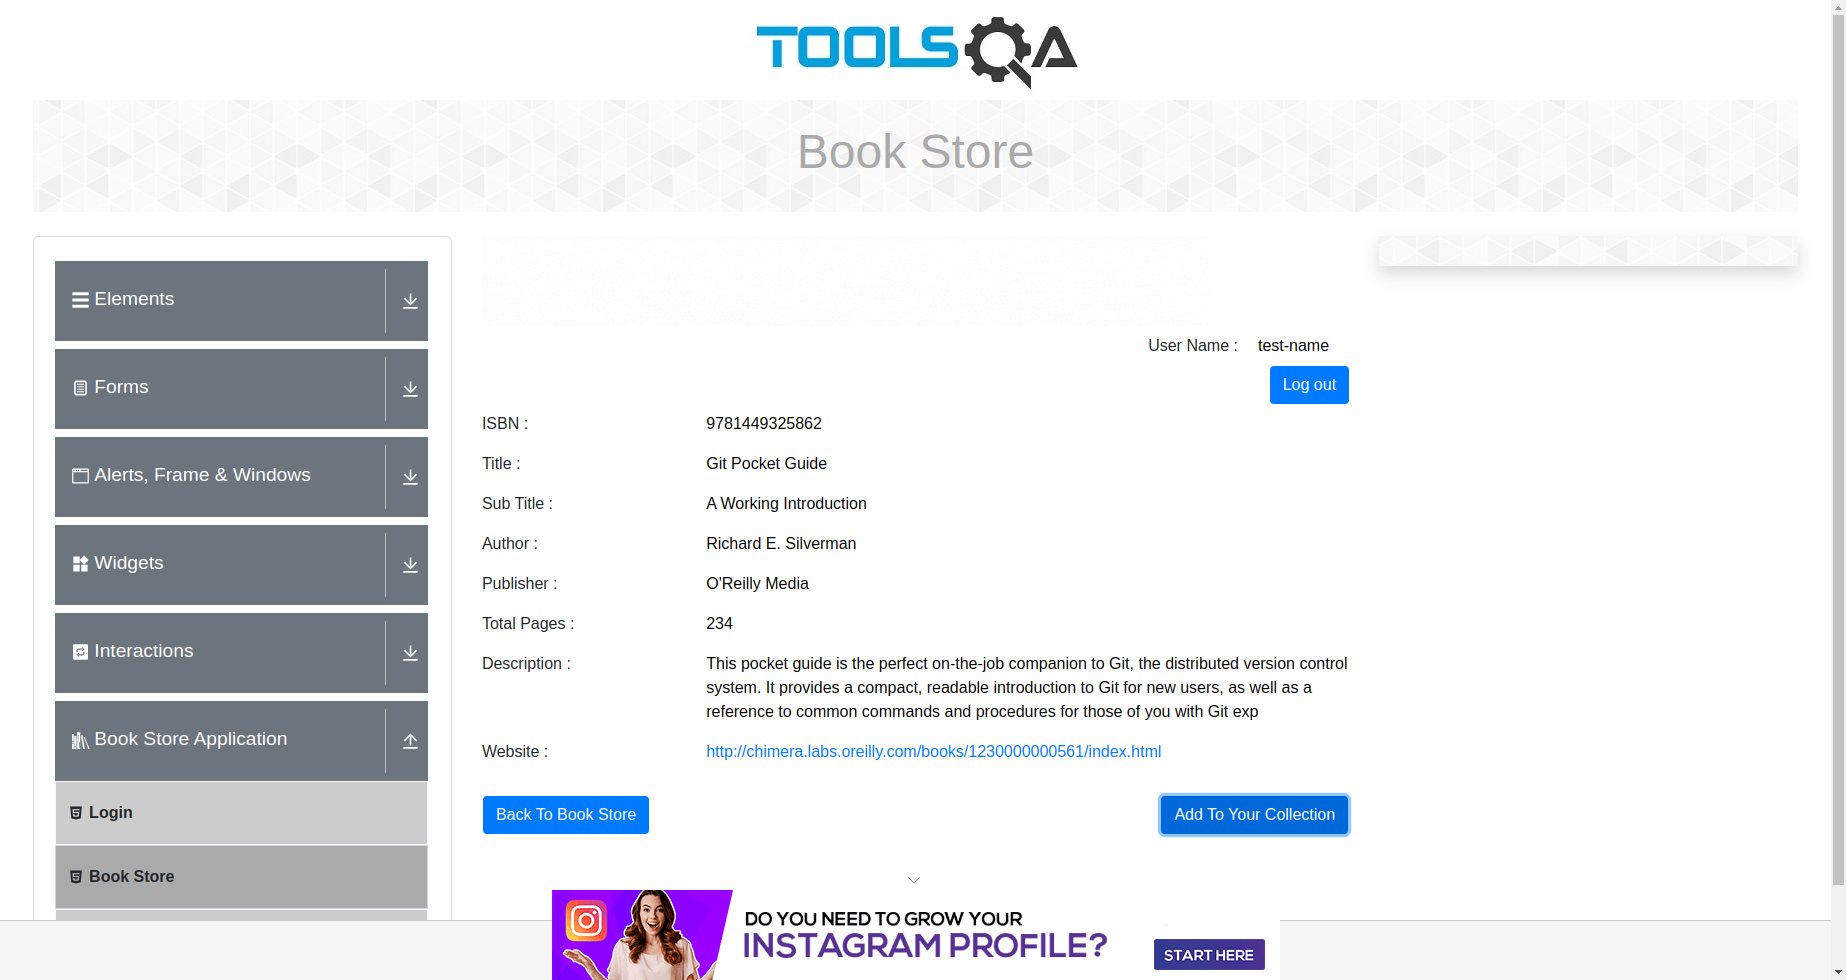 TOOLSQA
Book Store
Elements
Forms
Alerts, Frame & Windows
Widgets
Interactions
Book Store Application
Login
Book Store
User Name : test-name
Log out
ISBN : 9781449325862
Title : Git Pocket Guide
Sub Title : A Working Introduction
Author : Richard E. Silverman
Publisher : O'Reilly Media
Total Pages : 234
Description : This pocket guide is the perfect on-the-job companion to Git, the distributed version control
system. It provides a compact, readable introduction to Git for new users, as well as a
reference to common commands and procedures for those of you with Git exp
Website : http://chimera.labs.oreilly.com/books/1230000000561/index.html
Back To Book Store
Add To Your Collection
DO YOU NEED TO GROW YOUR
INSTAGRAM PROFILE?
START HERE